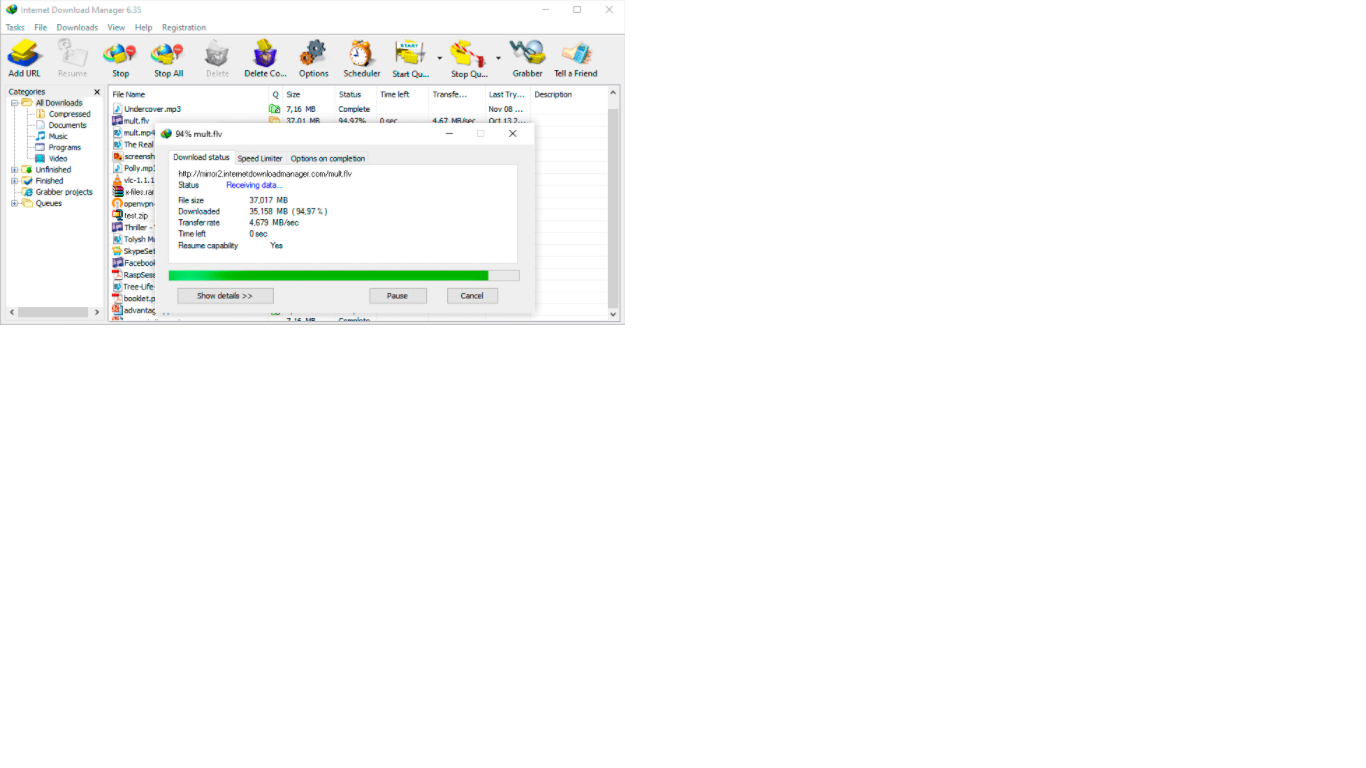 Internet Download Manager 6.35
Tasks File Downloads View Help Registration
Add URL Resume Stop Stop All Delete Delete Co... Options Scheduler Start Qu... Stop Qu... Grabber Tell a Friend
Categories
All Downloads
Compressed
Documents
Music
Programs
Video
Unfinished
Finished
Grabber projects
Queues
File Name Q Size Status Time left Transfe... Last Try... Description
Undercover.mp3 7,16 MB Complete Nov 08 ...
mult.flv 37,01 MB 94,97% 0 sec 4,67 MB/sec Oct 13 2...
mult.mp4
The Real
screensh
Polly.mp3
vlc-1.1.1
x-files.rar
openvpn-
test.zip
Thriller -
Tolysh Mu
SkypeSet
Facebook
RaspSess
Tree-Life-
booklet.p
advantag
7,16 MB Complete
94% mult.flv
Download status Speed Limiter Options on completion
http://mirror2.internetdownloadmanager.com/mult.flv
Status Receiving data...
File size 37,017 MB
Downloaded 35,158 MB ( 94,97 % )
Transfer rate 4,679 MB/sec
Time left 0 sec
Resume capability Yes
Show details >> Pause Cancel